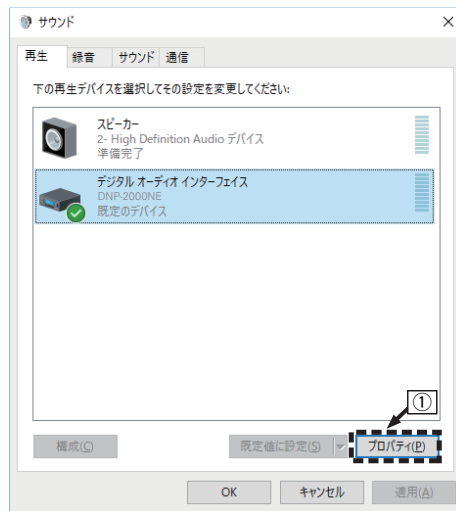 サウンド
再生 録音 サウンド 通信
下の再生デバイスを選択してその設定を変更してください:
スピーカー
2- High Definition Audio デバイス
準備完了
デジタル オーディオ インターフェイス
DNP-2000NE
既定のデバイス
①
構成(C) 既定値に設定(S) プロパティ(P)
OK キャンセル 適用(A)